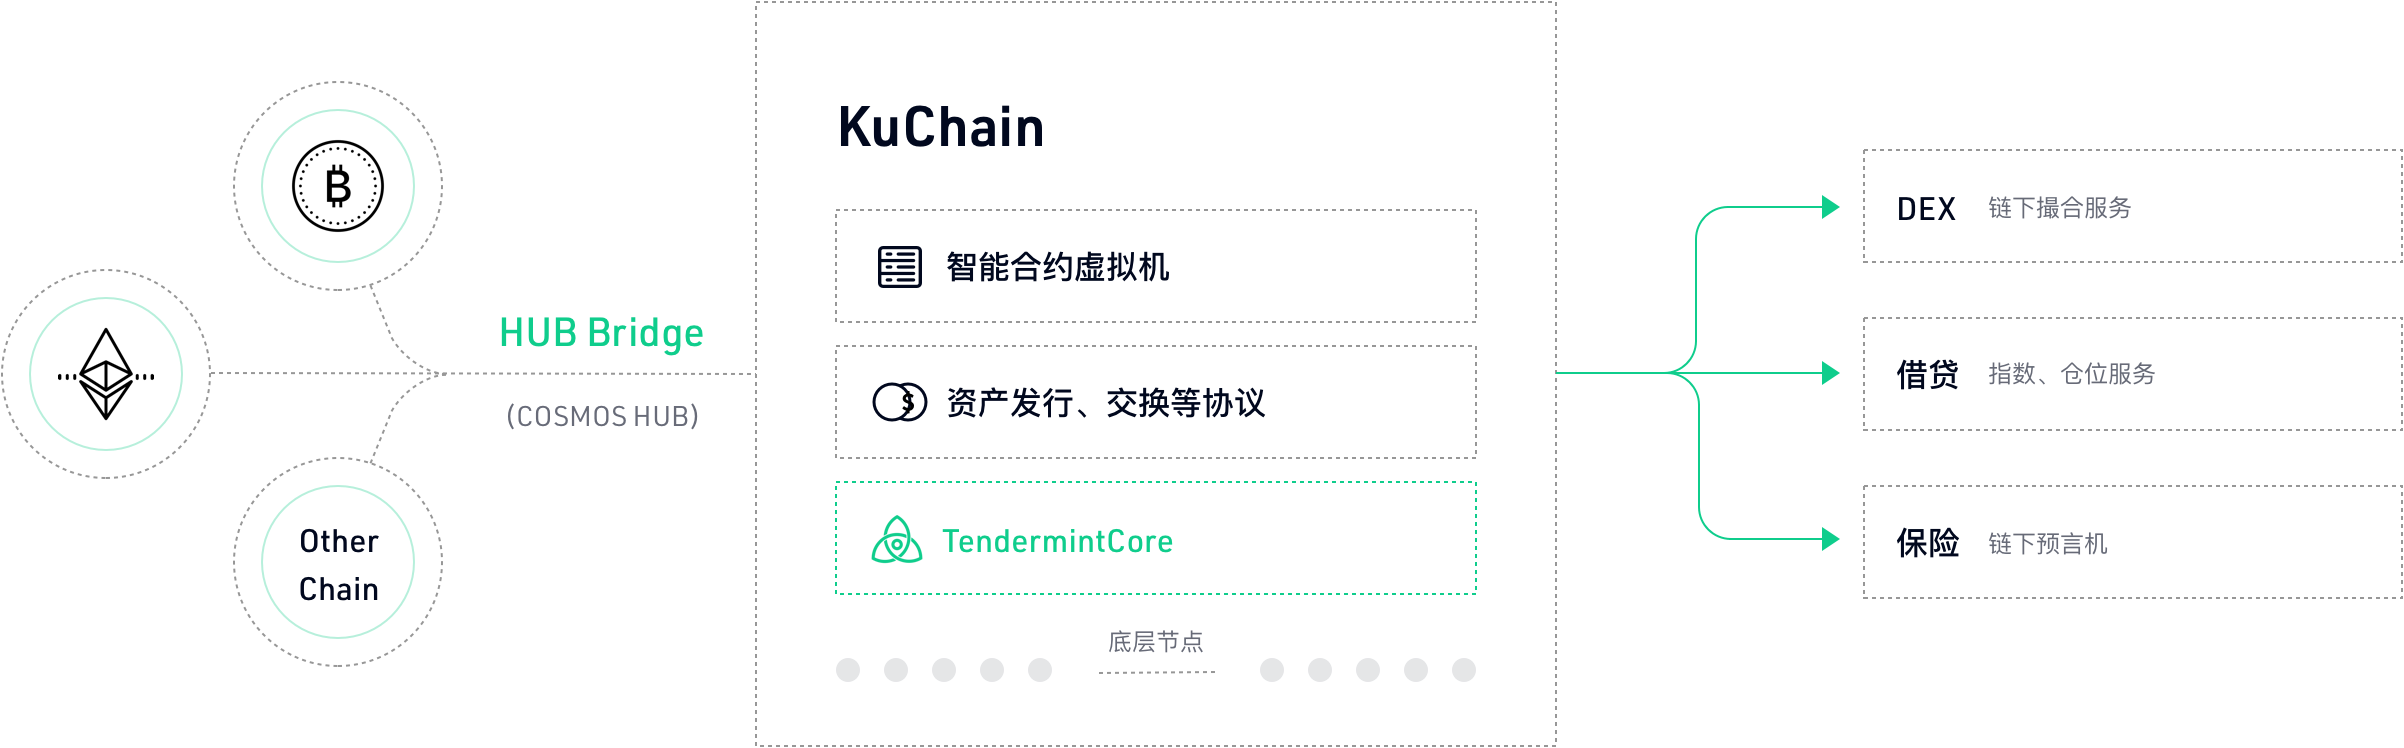 Other
Chain
HUB Bridge
(COSMOS HUB)
KuChain
智能合约虚拟机
资产发行、交换等协议
TendermintCore
底层节点
DEX 链下撮合服务
借贷 指数、仓位服务
保险 链下预言机